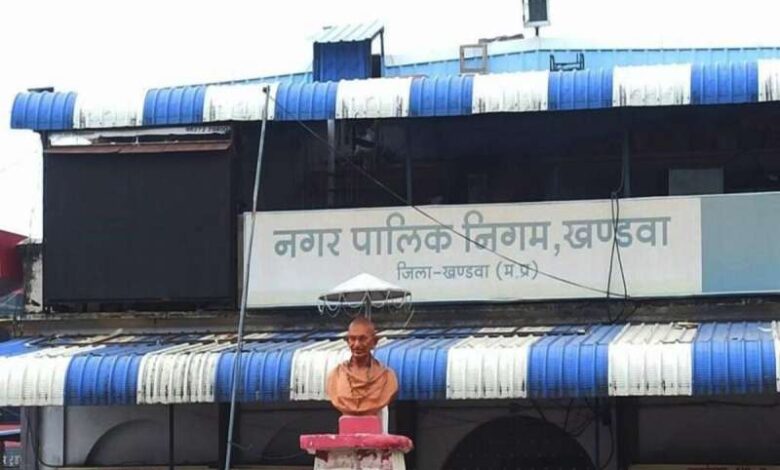 नगर पालिक निगम,खण्डवा
जिला-खण्डवा (म.प्र)